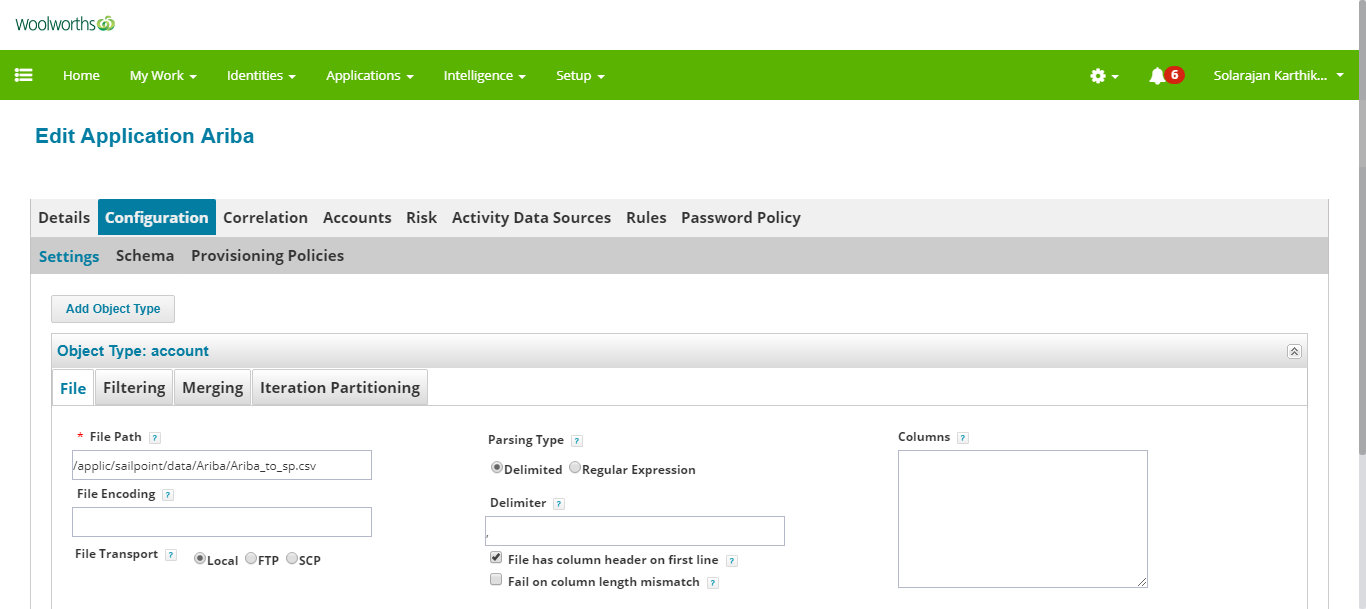 woolworths
Home My Work Identities Applications Intelligence Setup 6 Solarajan Karthik...
Edit Application Ariba
Details Configuration Correlation Accounts Risk Activity Data Sources Rules Password Policy
Settings Schema Provisioning Policies
Add Object Type
Object Type: account
File Filtering Merging Iteration Partitioning
* File Path ?
/applic/sailpoint/data/Ariba/Ariba_to_sp.csv
File Encoding ?
File Transport ? Local FTP SCP
Parsing Type ?
Delimited Regular Expression
Delimiter ?
,
File has column header on first line ?
Fail on column length mismatch ?
Columns ?